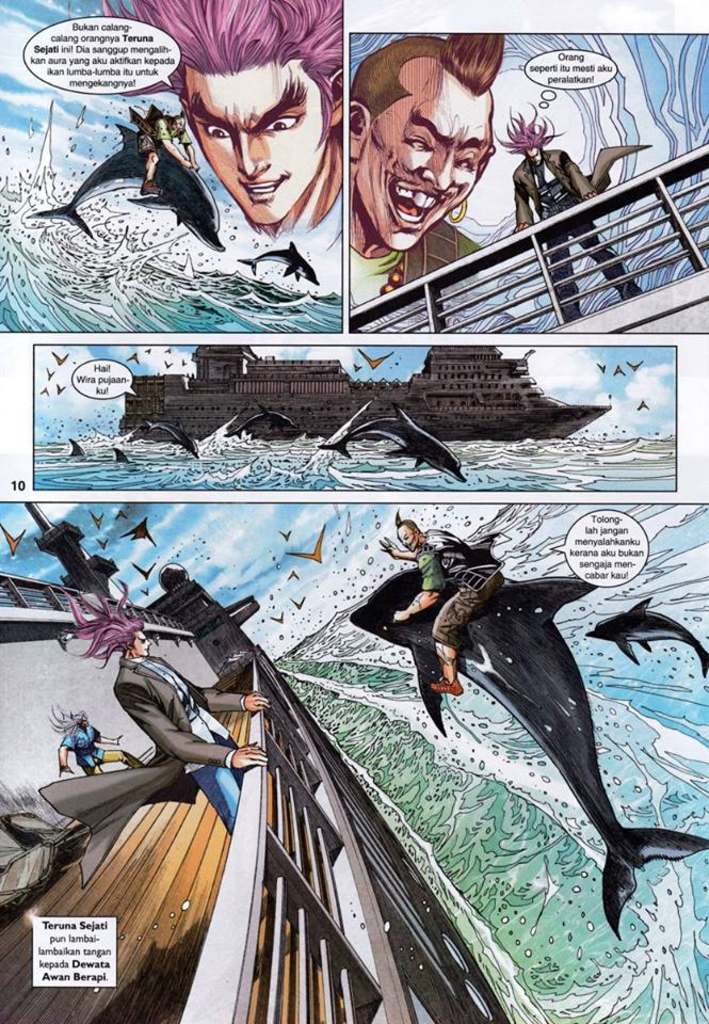 Bukan calang-
calang orangnya Teruna
Sejati ini! Dia sanggup mengalih-
kan aura yang aku aktifkan kepada
ikan lumba-lumba itu untuk
mengekangnya!
Orang
seperti itu mesti aku
peralatkan!
Hai!
Wira pujaan-
ku!
10
Tolong-
lah jangan
menyalahkanku
kerana aku bukan
sengaja men-
cabar kau!
Teruna Sejati
pun lambai-
lambaikan tangan
kepada Dewata
Awan Berapi.